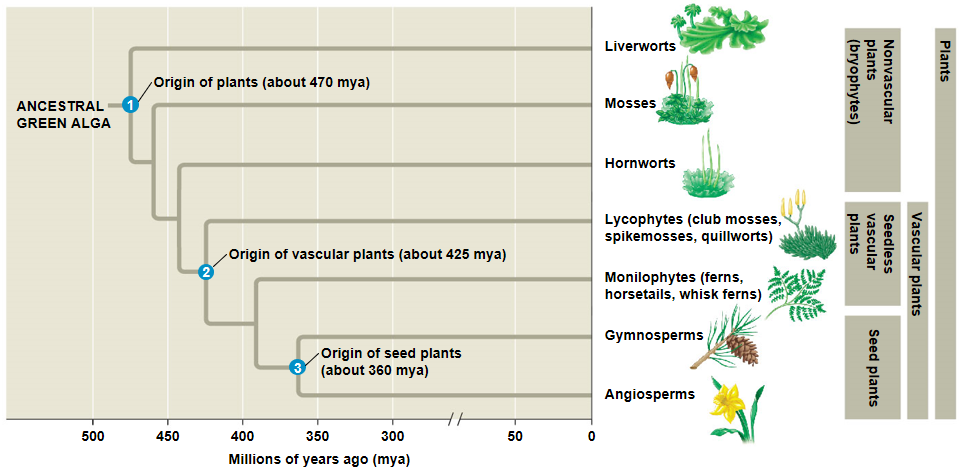 Liverworts
Origin of plants (about 470 mya)
1
ANCESTRAL
GREEN ALGA
Mosses
Hornworts
Lycophytes (club mosses,
spikemosses, quillworts)
Origin of vascular plants (about 425 mya)
2
Monilophytes (ferns,
horsetails, whisk ferns)
Gymnosperms
Origin of seed plants
(about 360 mya)
3
Angiosperms
Nonvascular
plants
(bryophytes)
Seedless
vascular
plants
Seed plants
Vascular plants
Plants
500 450 400 350 300 50 0
Millions of years ago (mya)